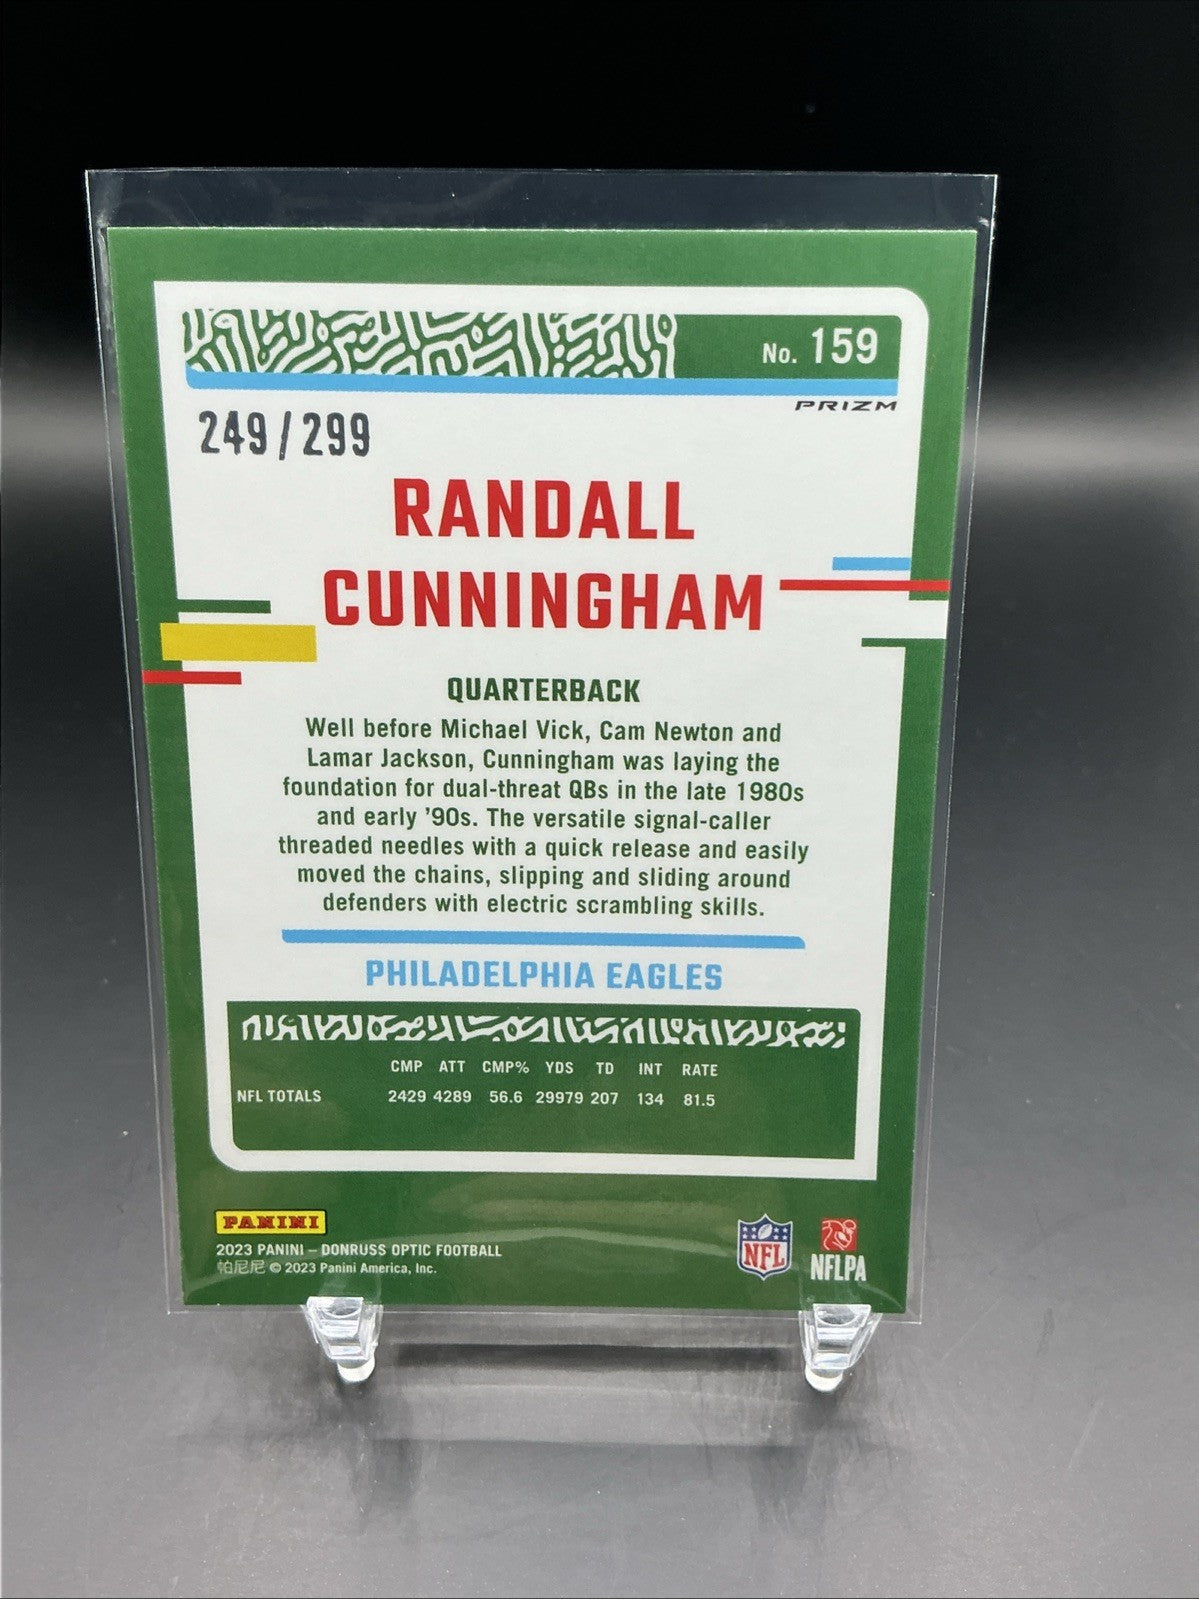 No. 159
PRIZM
249/299
RANDALL
CUNNINGHAM
QUARTERBACK
Well before Michael Vick, Cam Newton and
Lamar Jackson, Cunningham was laying the
foundation for dual-threat QBs in the late 1980s
and early ’90s. The versatile signal-caller
threaded needles with a quick release and easily
moved the chains, slipping and sliding around
defenders with electric scrambling skills.
PHILADELPHIA EAGLES
CMP ATT CMP% YDS TD INT RATE
NFL TOTALS 2429 4289 56.6 29979 207 134 81.5
PANINI
2023 PANINI – DONRUSS OPTIC FOOTBALL
帕尼尼 © 2023 Panini America, Inc.
NFL
NFLPA